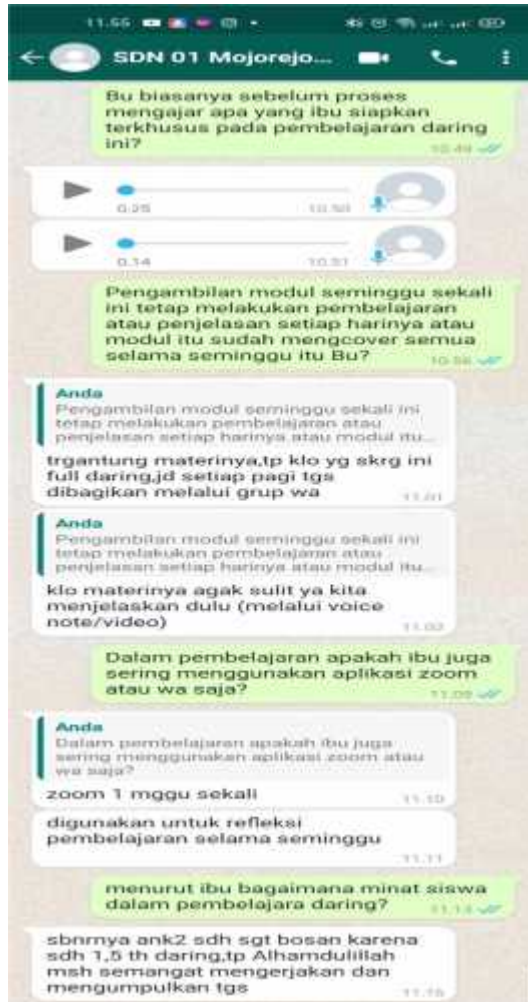 11.55
SDN 01 Mojorejo...
Bu biasanya sebelum proses
mengajar apa yang ibu siapkan
terkhusus pada pembelajaran daring
ini?
10.49
0.25 10.50
0.14 10.51
Pengambilan modul seminggu sekali
ini tetap melakukan pembelajaran
atau penjelasan setiap harinya atau
modul itu sudah mengcover semua
selama seminggu itu Bu?
10.56
Anda
Pengambilan modul seminggu sekali ini
tetap melakukan pembelajaran atau
penjelasan setiap harinya atau modul itu...
trgantung materinya,tp klo yg skrg ini
full daring,jd setiap pagi tgs
dibagikan melalui grup wa
11.01
Anda
Pengambilan modul seminggu sekali ini
tetap melakukan pembelajaran atau
penjelasan setiap harinya atau modul itu...
klo materinya agak sulit ya kita
menjelaskan dulu (melalui voice
note/video)
11.02
Dalam pembelajaran apakah ibu juga
sering menggunakan aplikasi zoom
atau wa saja?
11.09
Anda
Dalam pembelajaran apakah ibu juga
sering menggunakan aplikasi zoom atau
wa saja?
zoom 1 mggu sekali
11.10
digunakan untuk refleksi
pembelajaran selama seminggu
11.11
menurut ibu bagaimana minat siswa
dalam pembelajara daring?
11.14
sbnrnya ank2 sdh sgt bosan karena
sdh 1,5 th daring,tp Alhamdulillah
msh semangat mengerjakan dan
mengumpulkan tgs
11.15